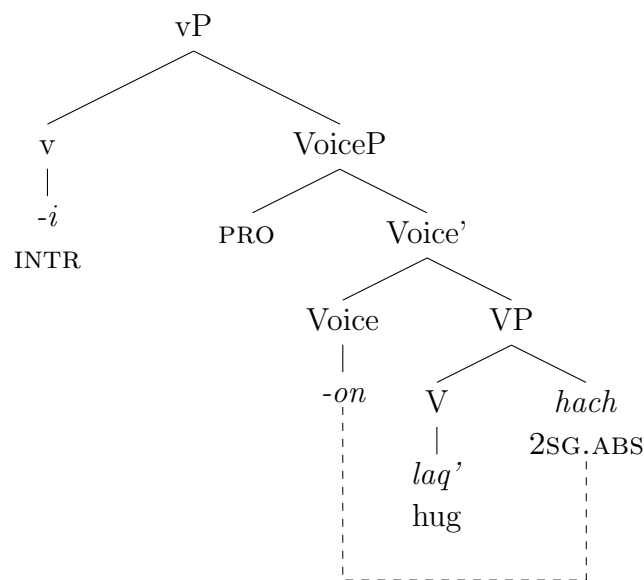 vP
v VoiceP
-i PRO Voice'
INTR
Voice VP
-on V hach
2SG.ABS
laq'
hug